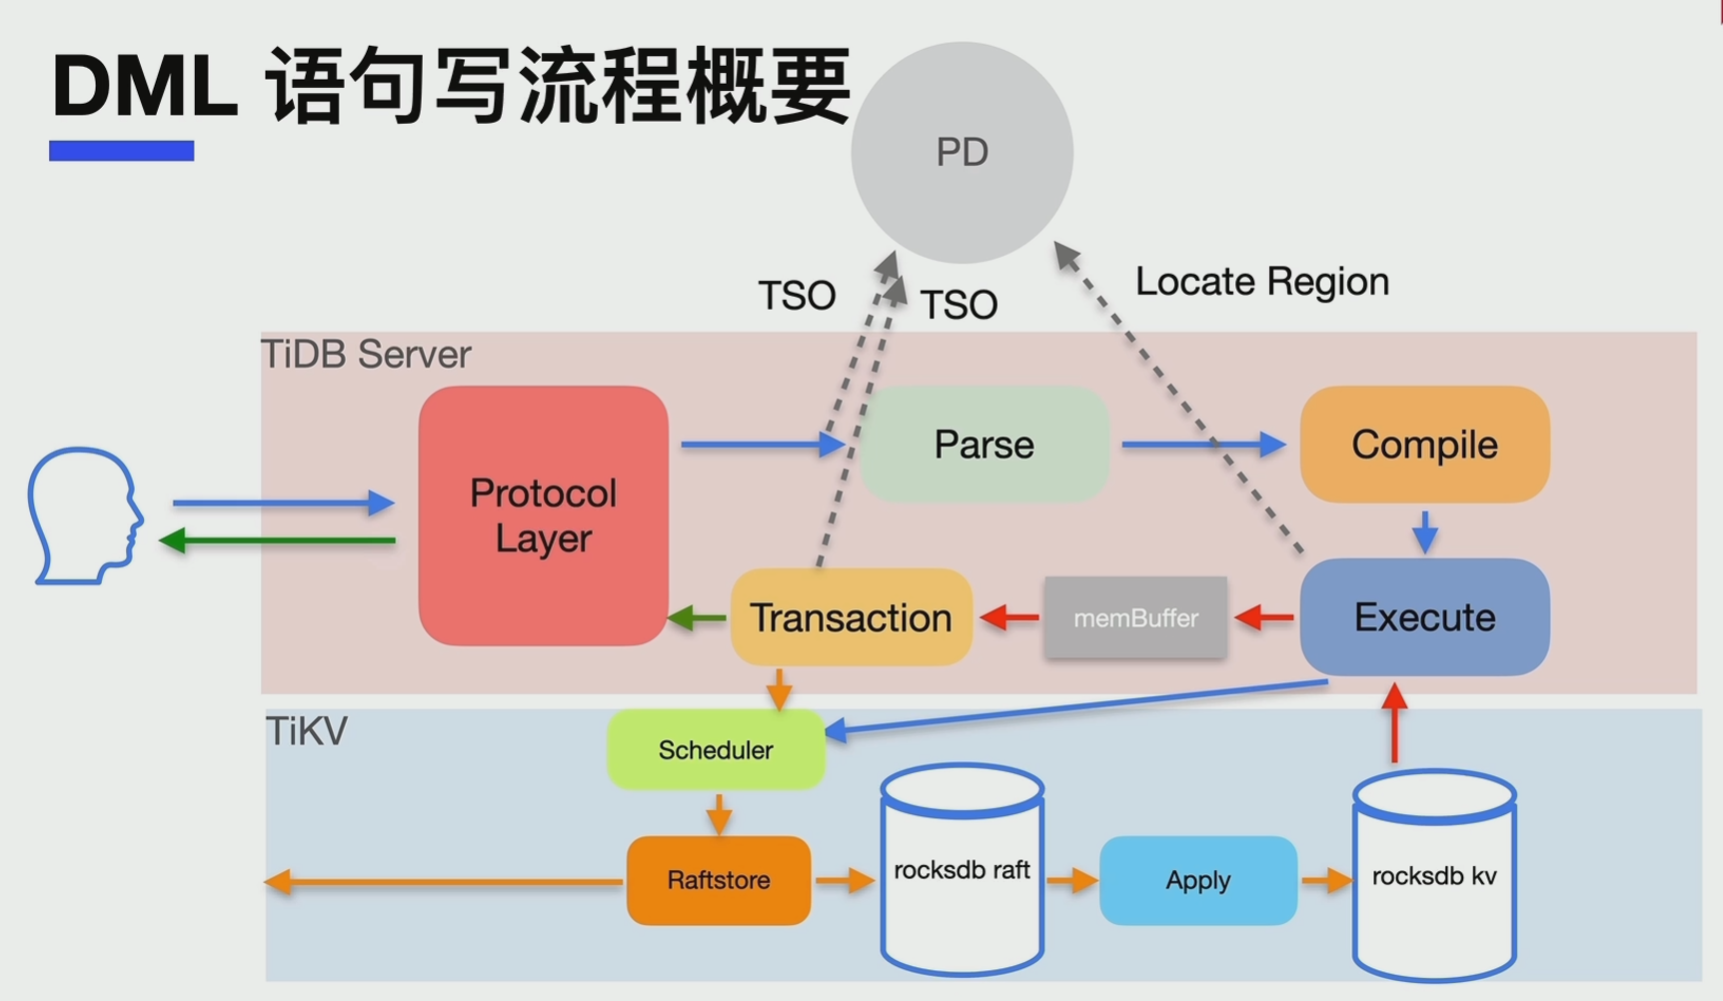 DML 语句写流程概要
PD
TSO
TSO
Locate Region
TiDB Server
Protocol
Layer
Parse
Compile
Transaction
memBuffer
Execute
TiKV
Scheduler
Raftstore
rocksdb raft
Apply
rocksdb kv